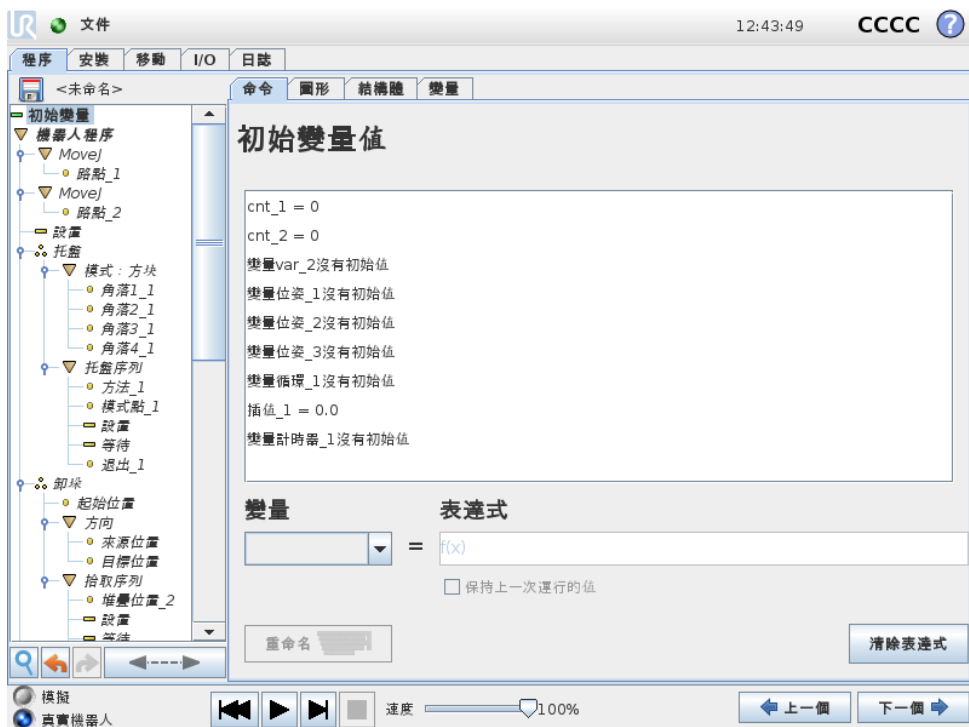 UR 文件 12:43:49 CCCC ?
程序 安裝 移動 I/O 日誌
<未命名> 命令 圖形 結構體 變量
初始變量
機器人程序
MoveJ
路點_1
MoveJ
路點_2
設置
托盤
模式：方块
角落1_1
角落2_1
角落3_1
角落4_1
托盤序列
方法_1
模式點_1
設置
等待
退出_1
卸垛
起始位置
方向
來源位置
目標位置
拾取序列
堆疊位置_2
設置
等待
初始變量值
cnt_1 = 0
cnt_2 = 0
變量var_2沒有初始值
變量位姿_1沒有初始值
變量位姿_2沒有初始值
變量位姿_3沒有初始值
變量循環_1沒有初始值
插值_1 = 0.0
變量計時器_1沒有初始值
變量 表達式
= f(x)
保持上一次運行的值
重命名 清除表達式
模擬
真實機器人
速度 100% 上一個 下一個